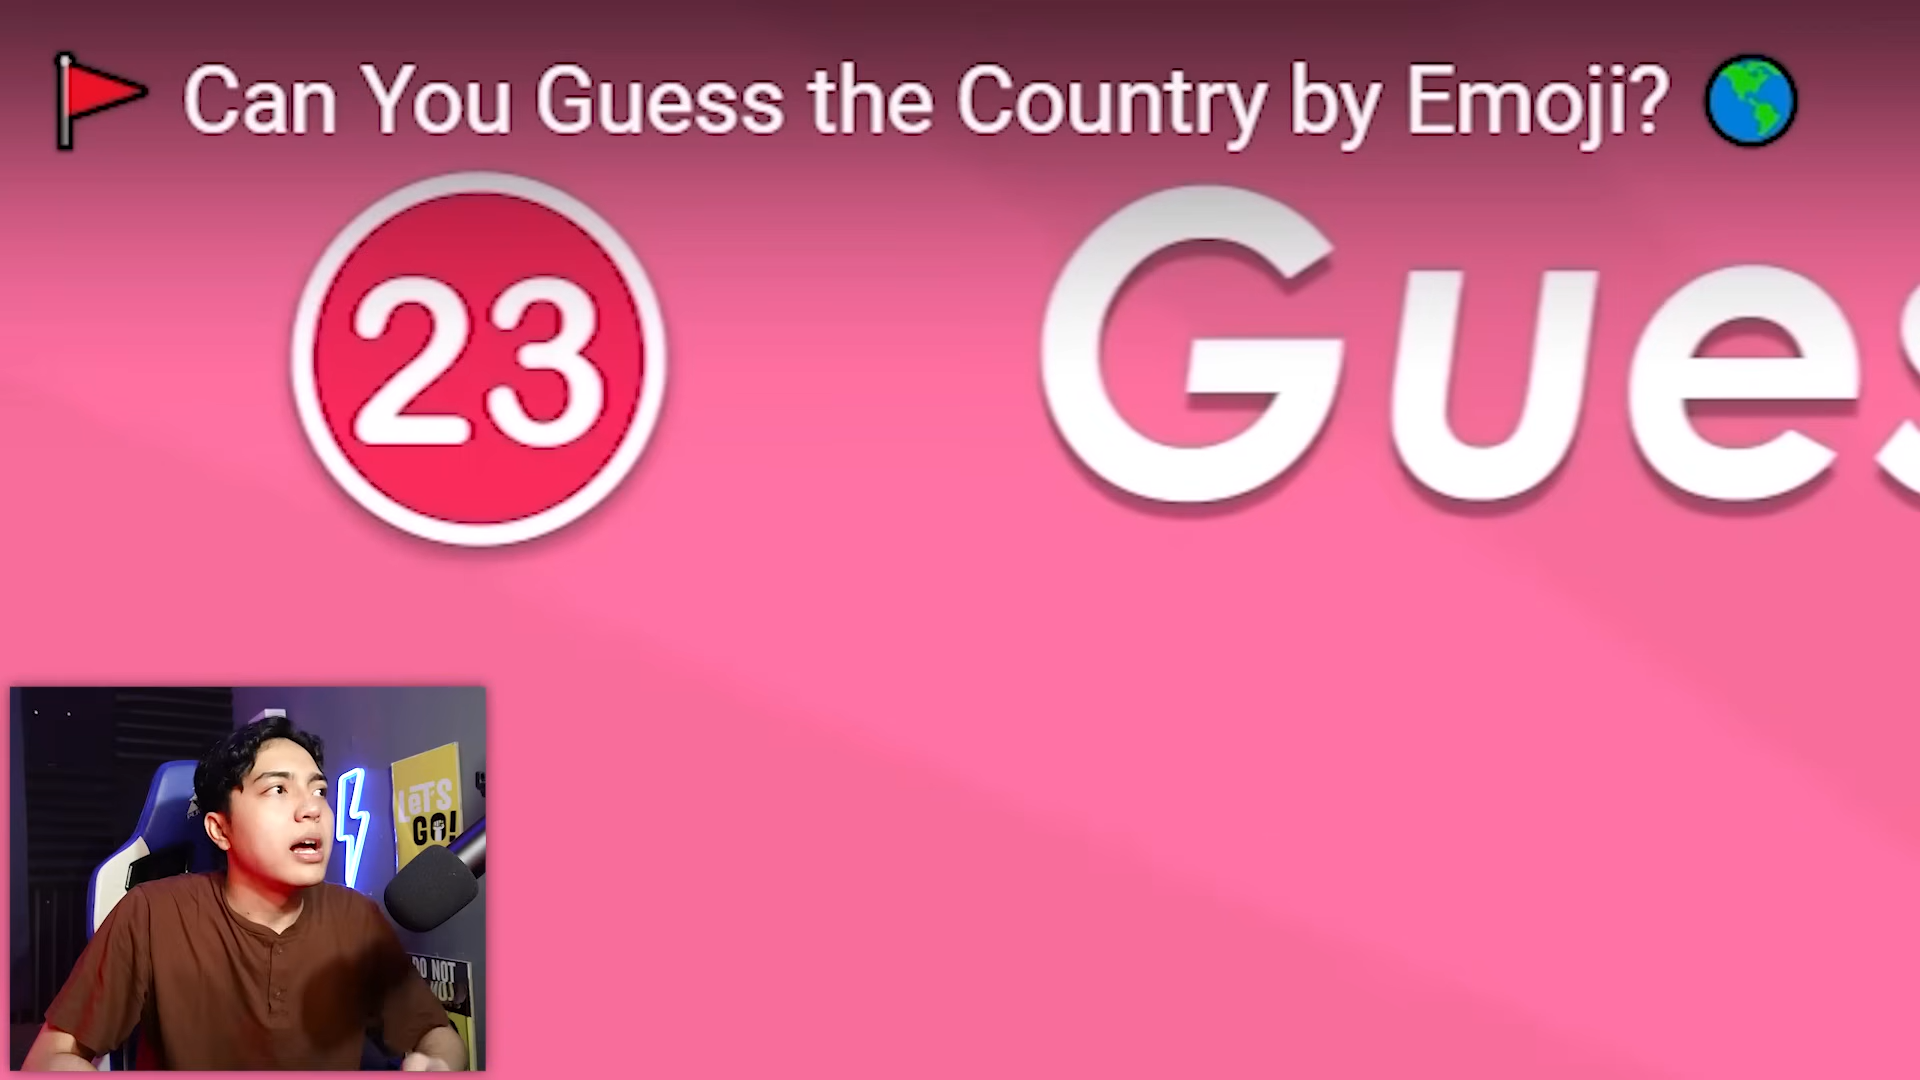 🚩 Can You Guess the Country by Emoji? 🌎
23
Gues
LET'S
GO!
DO NOT